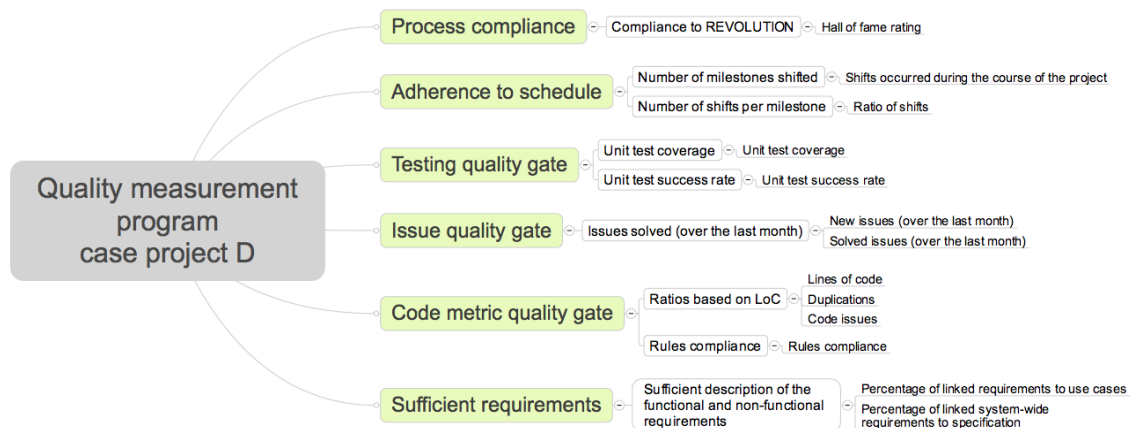 Process compliance
Compliance to REVOLUTION
Hall of fame rating
Adherence to schedule
Number of milestones shifted
Shifts occurred during the course of the project
Number of shifts per milestone
Ratio of shifts
Quality measurement
program
case project D
Testing quality gate
Unit test coverage
Unit test coverage
Unit test success rate
Unit test success rate
Issue quality gate
Issues solved (over the last month)
New issues (over the last month)
Solved issues (over the last month)
Code metric quality gate
Ratios based on LoC
Lines of code
Duplications
Code issues
Rules compliance
Rules compliance
Sufficient requirements
Sufficient description of the
functional and non-functional
requirements
Percentage of linked requirements to use cases
Percentage of linked system-wide
requirements to specification